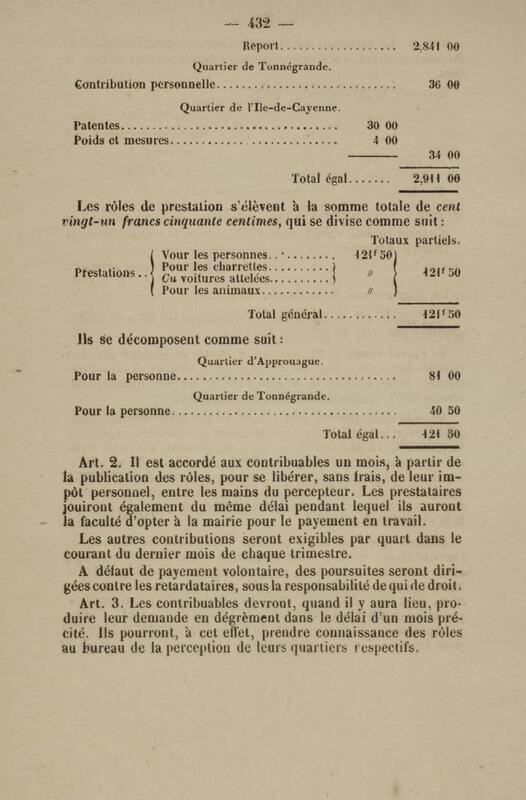 — 432 —
Report................... 2,841 00
Quartier de Tonnégrande.
Contribution personnelle............................. 36 00
Quartier de l'Ile-de-Cayenne.
Patentes................................... 30 00
Poids et mesures........................... 4 00
34 00
Total égal....... 2,911 00
Les rôles de prestation s'élèvent à la somme totale de cent
vingt-un francs cinquante centimes, qui se divise comme suit :
Totaux partiels.
Vour les personnes........... 121f 50
Pour les charrettes..........
Prestations.. 〃 121f 50
Cu voitures attelées..........
Pour les animaux............ 〃
Total général............ 121f 50
Ils se décomposent comme suit :
Quartier d'Approuague.
Pour la personne.................................... 81 00
Quartier de Tonnégrande.
Pour la personne.................................... 40 50
Total égal... 121 50
Art. 2. Il est accordé aux contribuables un mois, à partir de
la publication des rôles, pour se libérer, sans frais, de leur im-
pôt personnel, entre les mains du percepteur. Les prestataires
jouiront également du même délai pendant lequel ils auront
la faculté d'opter à la mairie pour le payement en travail.
Les autres contributions seront exigibles par quart dans le
courant du dernier mois de chaque trimestre.
A défaut de payement volontaire, des poursuites seront diri-
gées contre les retardataires, sous la responsabilité de qui de droit.
Art. 3. Les contribuables devront, quand il y aura lieu, pro-
duire leur demande en dégrèment dans le délai d'un mois pré-
cité. Ils pourront, à cet effet, prendre connaissance des rôles
au bureau de la perception de leurs quartiers respectifs.